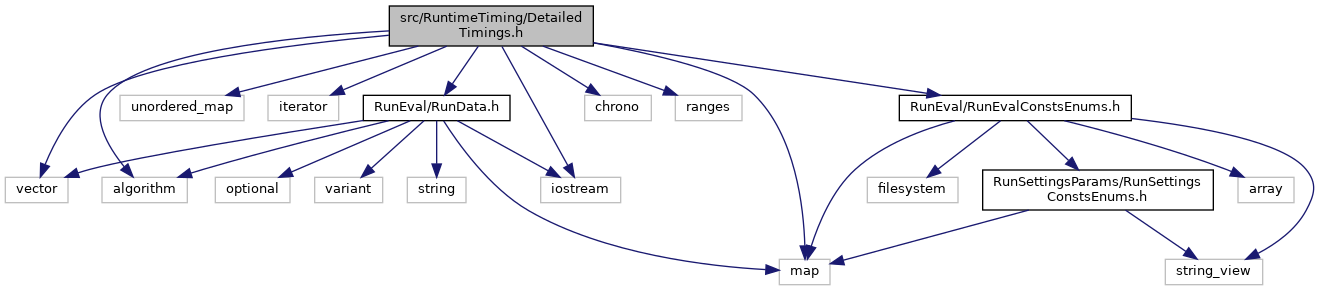 src/RuntimeTiming/Detailed
Timings.h
unordered_map
iterator
RunEval/RunData.h
chrono
ranges
RunEval/RunEvalConstsEnums.h
vector
algorithm
optional
variant
string
iostream
filesystem
RunSettingsParams/RunSettings
ConstsEnums.h
array
map
string_view